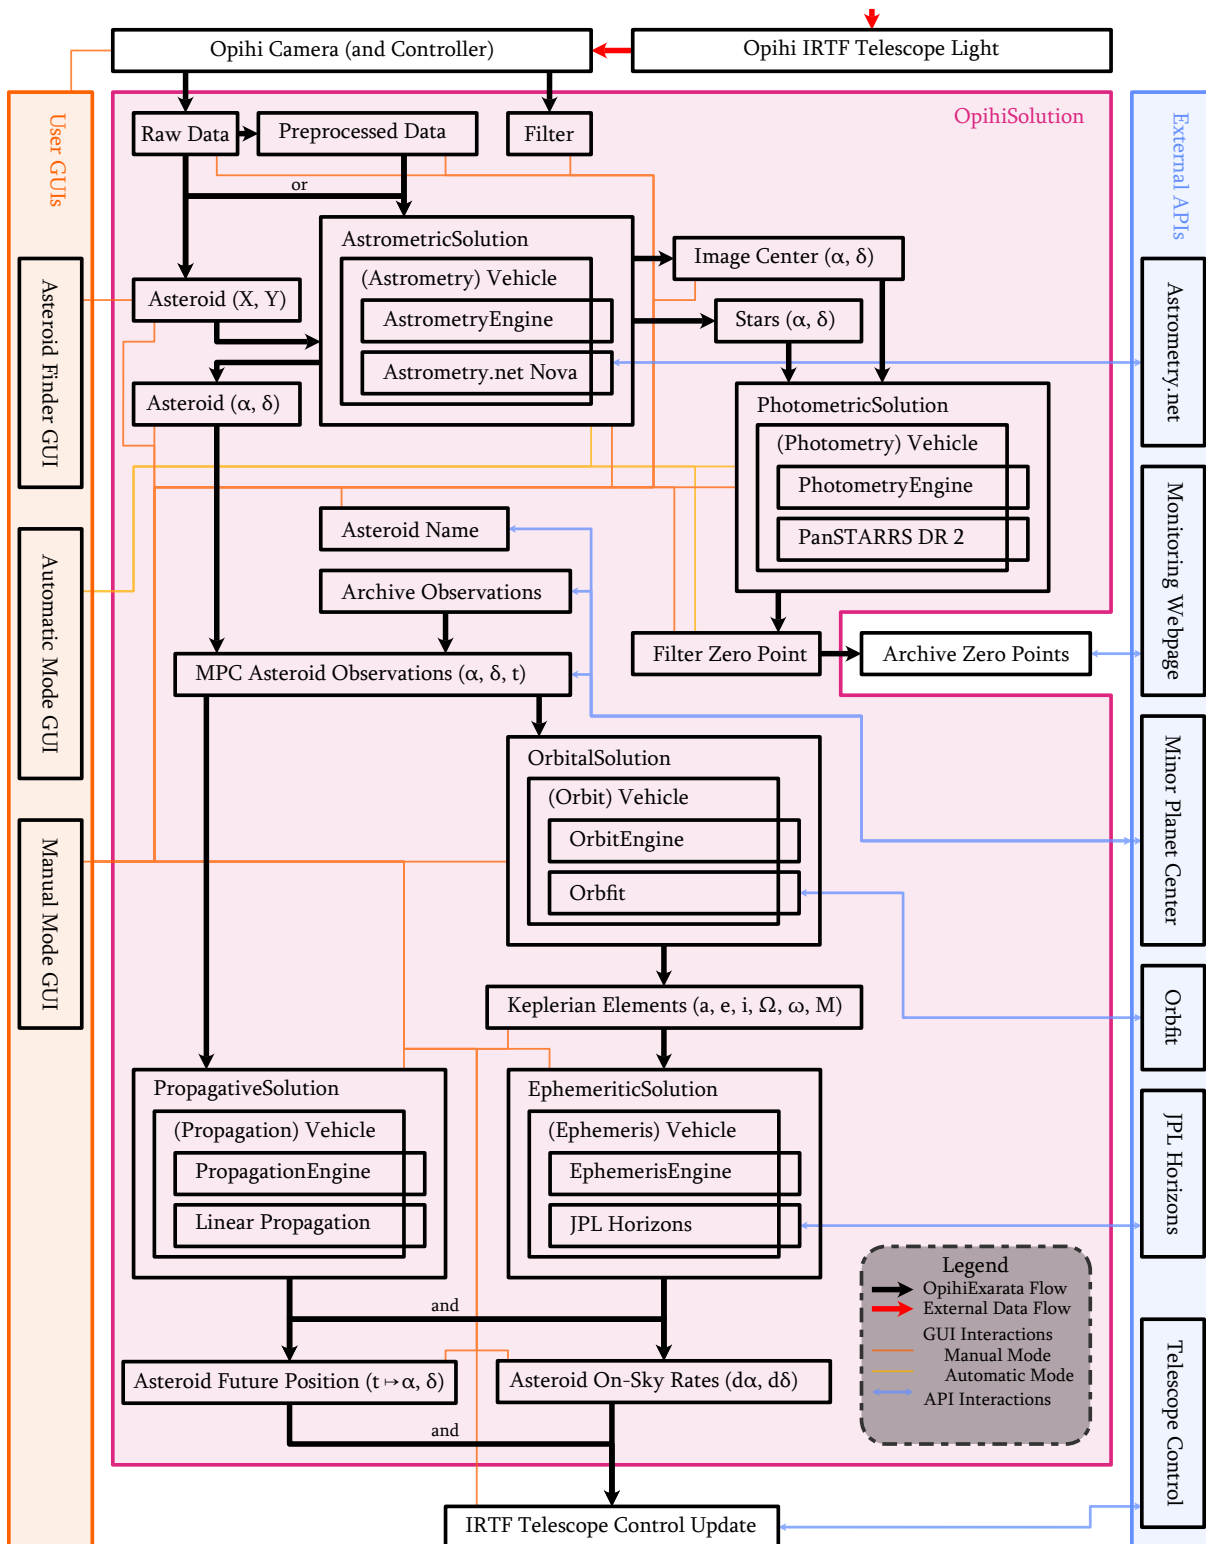 Opihi Camera (and Controller)
Opihi IRTF Telescope Light
User GUIs
OpihiSolution
External APIs
Raw Data
Preprocessed Data
Filter
or
AstrometricSolution
(Astrometry) Vehicle
AstrometryEngine
Astrometry.net Nova
Image Center (α, δ)
Asteroid (X, Y)
Stars (α, δ)
Asteroid (α, δ)
Asteroid Finder GUI
Astrometry.net
PhotometricSolution
(Photometry) Vehicle
PhotometryEngine
PanSTARRS DR 2
Asteroid Name
Archive Observations
Automatic Mode GUI
Monitoring Webpage
MPC Asteroid Observations (α, δ, t)
Filter Zero Point
Archive Zero Points
OrbitalSolution
(Orbit) Vehicle
OrbitEngine
Orbfit
Minor Planet Center
Manual Mode GUI
Keplerian Elements (a, e, i, Ω, ω, M)
Orbfit
PropagativeSolution
(Propagation) Vehicle
PropagationEngine
Linear Propagation
EphemeriticSolution
(Ephemeris) Vehicle
EphemerisEngine
JPL Horizons
JPL Horizons
Legend
OpihiExarata Flow
External Data Flow
GUI Interactions
Manual Mode
Automatic Mode
API Interactions
and
Asteroid Future Position (t↦α, δ)
Asteroid On-Sky Rates (dα, dδ)
and
Telescope Control
IRTF Telescope Control Update